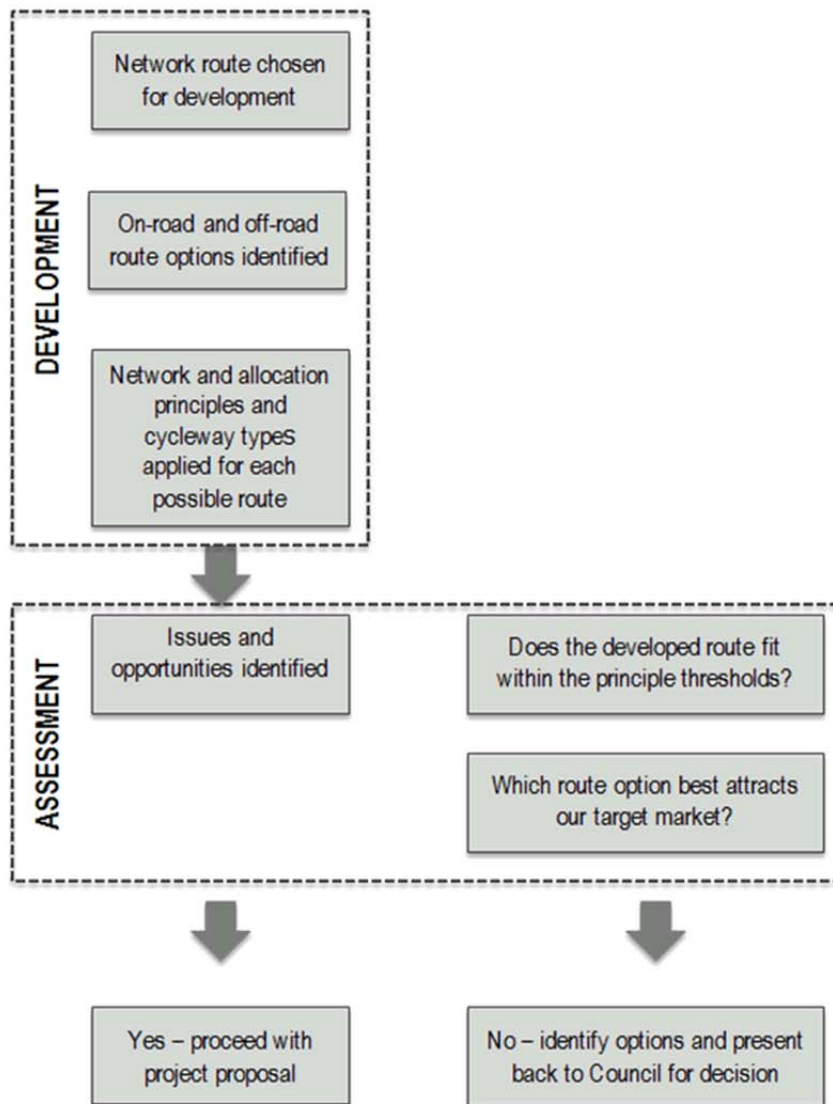 DEVELOPMENT
Network route chosen
for development
On-road and off-road
route options identified
Network and allocation
principles and
cycleway types
applied for each
possible route
ASSESSMENT
Issues and
opportunities identified
Does the developed route fit
within the principle thresholds?
Which route option best attracts
our target market?
Yes – proceed with
project proposal
No – identify options and present
back to Council for decision